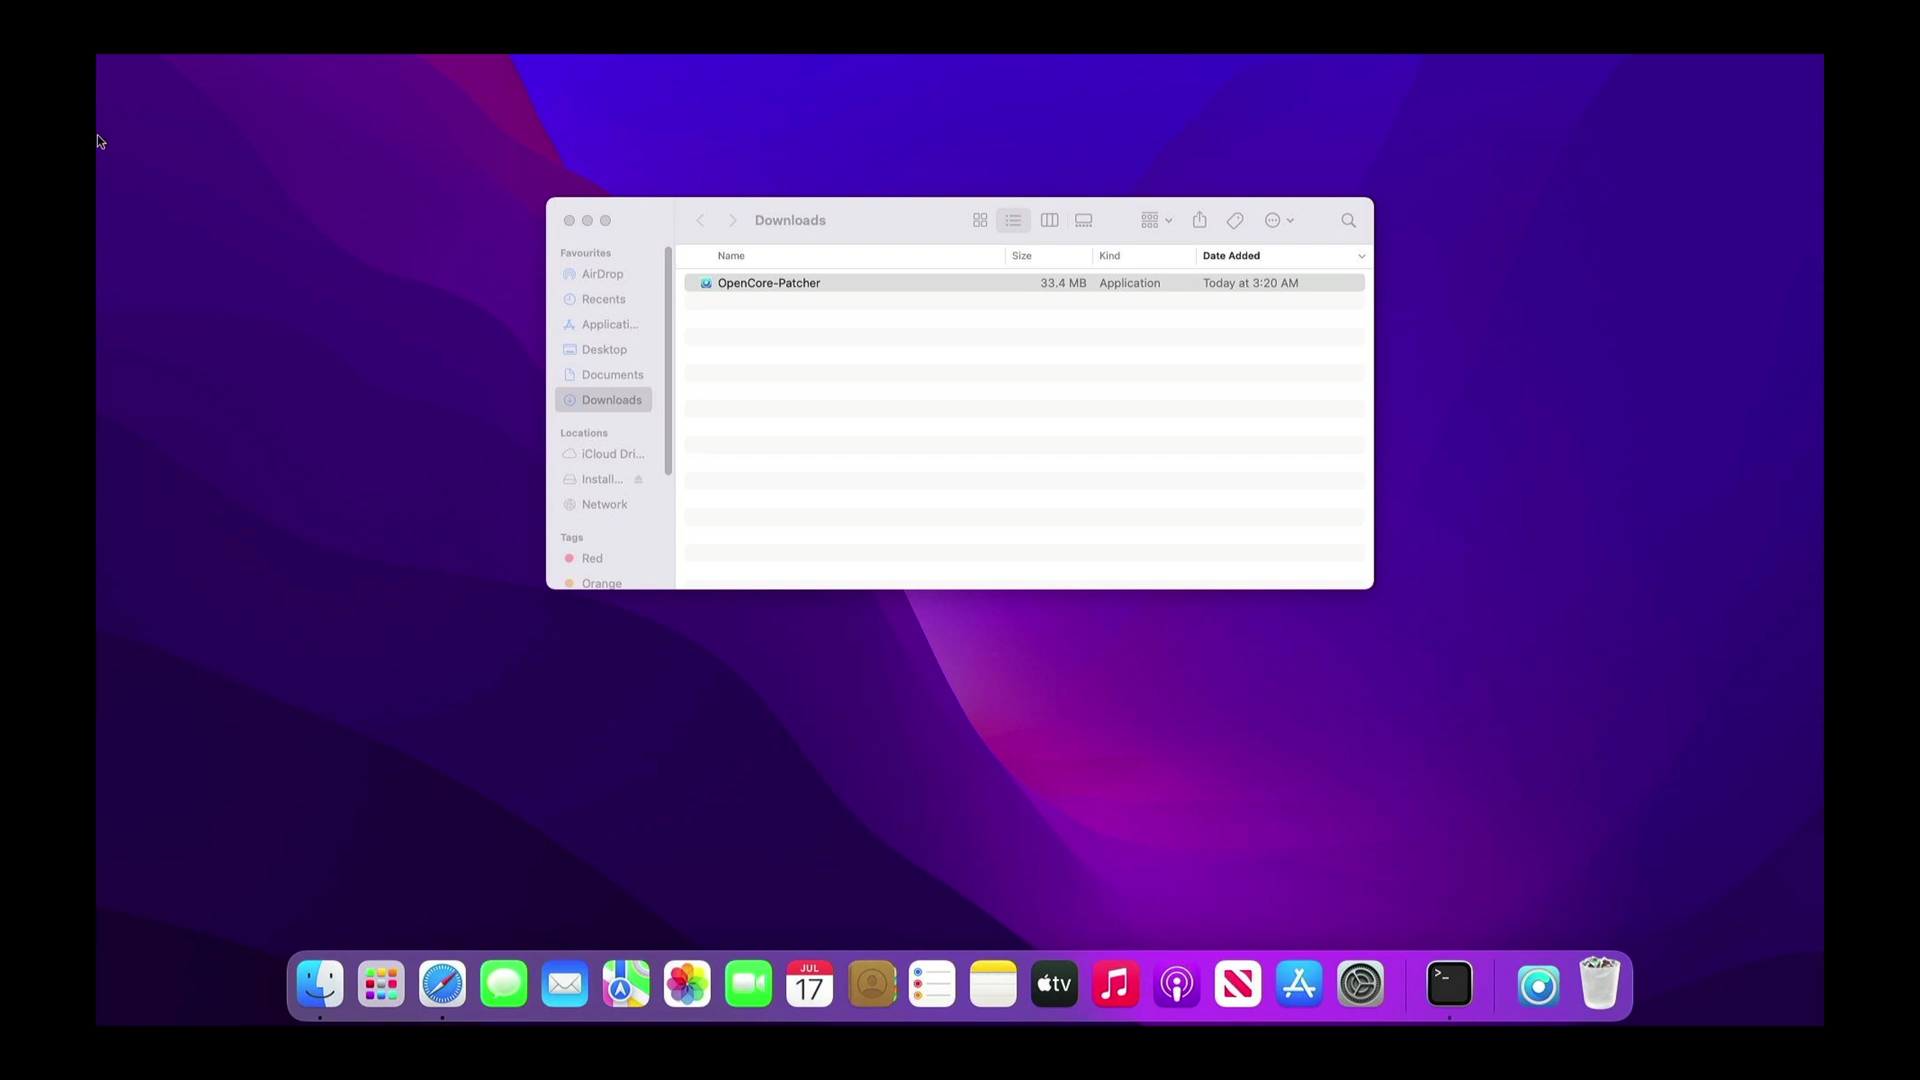 Downloads
Favourites
AirDrop
Recents
Applicati...
Desktop
Documents
Downloads
Locations
iCloud Dri...
Install...
Network
Tags
Red
Orange
Name Size Kind Date Added
OpenCore-Patcher 33.4 MB Application Today at 3:20 AM
JUL
17
tv
>_